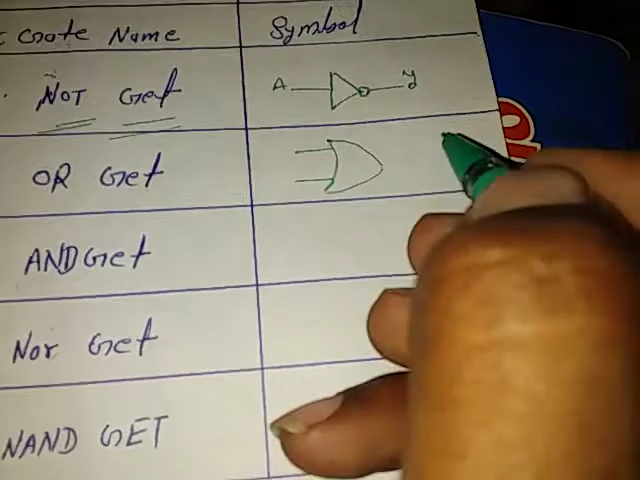 Gate Name Symbol
NOT Get A y
OR Get
AND Get
Nor Get
NAND GET